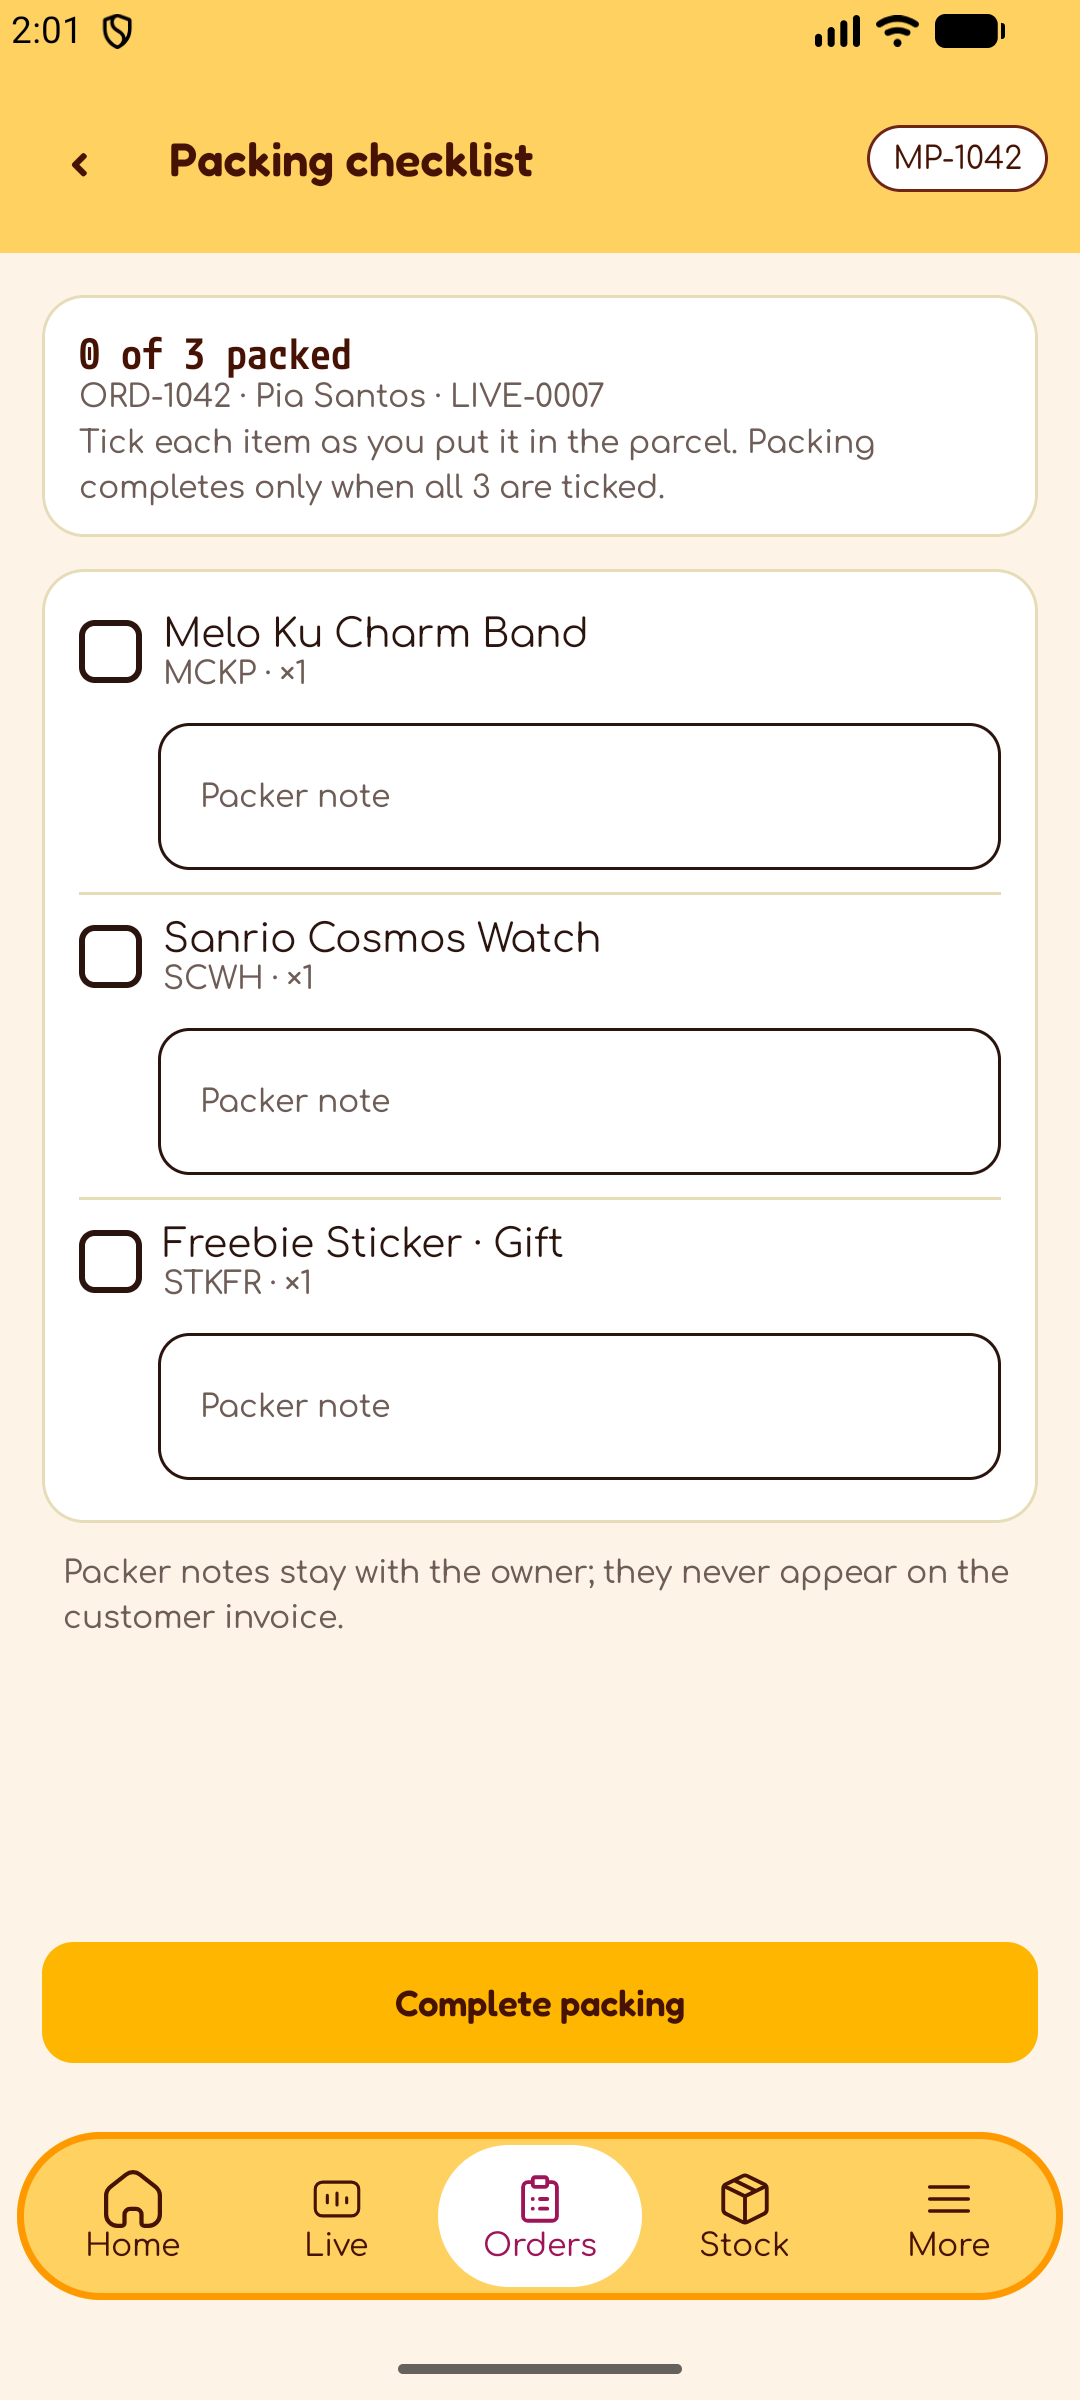 2:01
Packing checklist
MP-1042
0 of 3 packed
ORD-1042 · Pia Santos · LIVE-0007
Tick each item as you put it in the parcel. Packing
completes only when all 3 are ticked.
Melo Ku Charm Band
MCKP · ×1
Packer note
Sanrio Cosmos Watch
SCWH · ×1
Packer note
Freebie Sticker · Gift
STKFR · ×1
Packer note
Packer notes stay with the owner; they never appear on the
customer invoice.
Complete packing
Home
Live
Orders
Stock
More